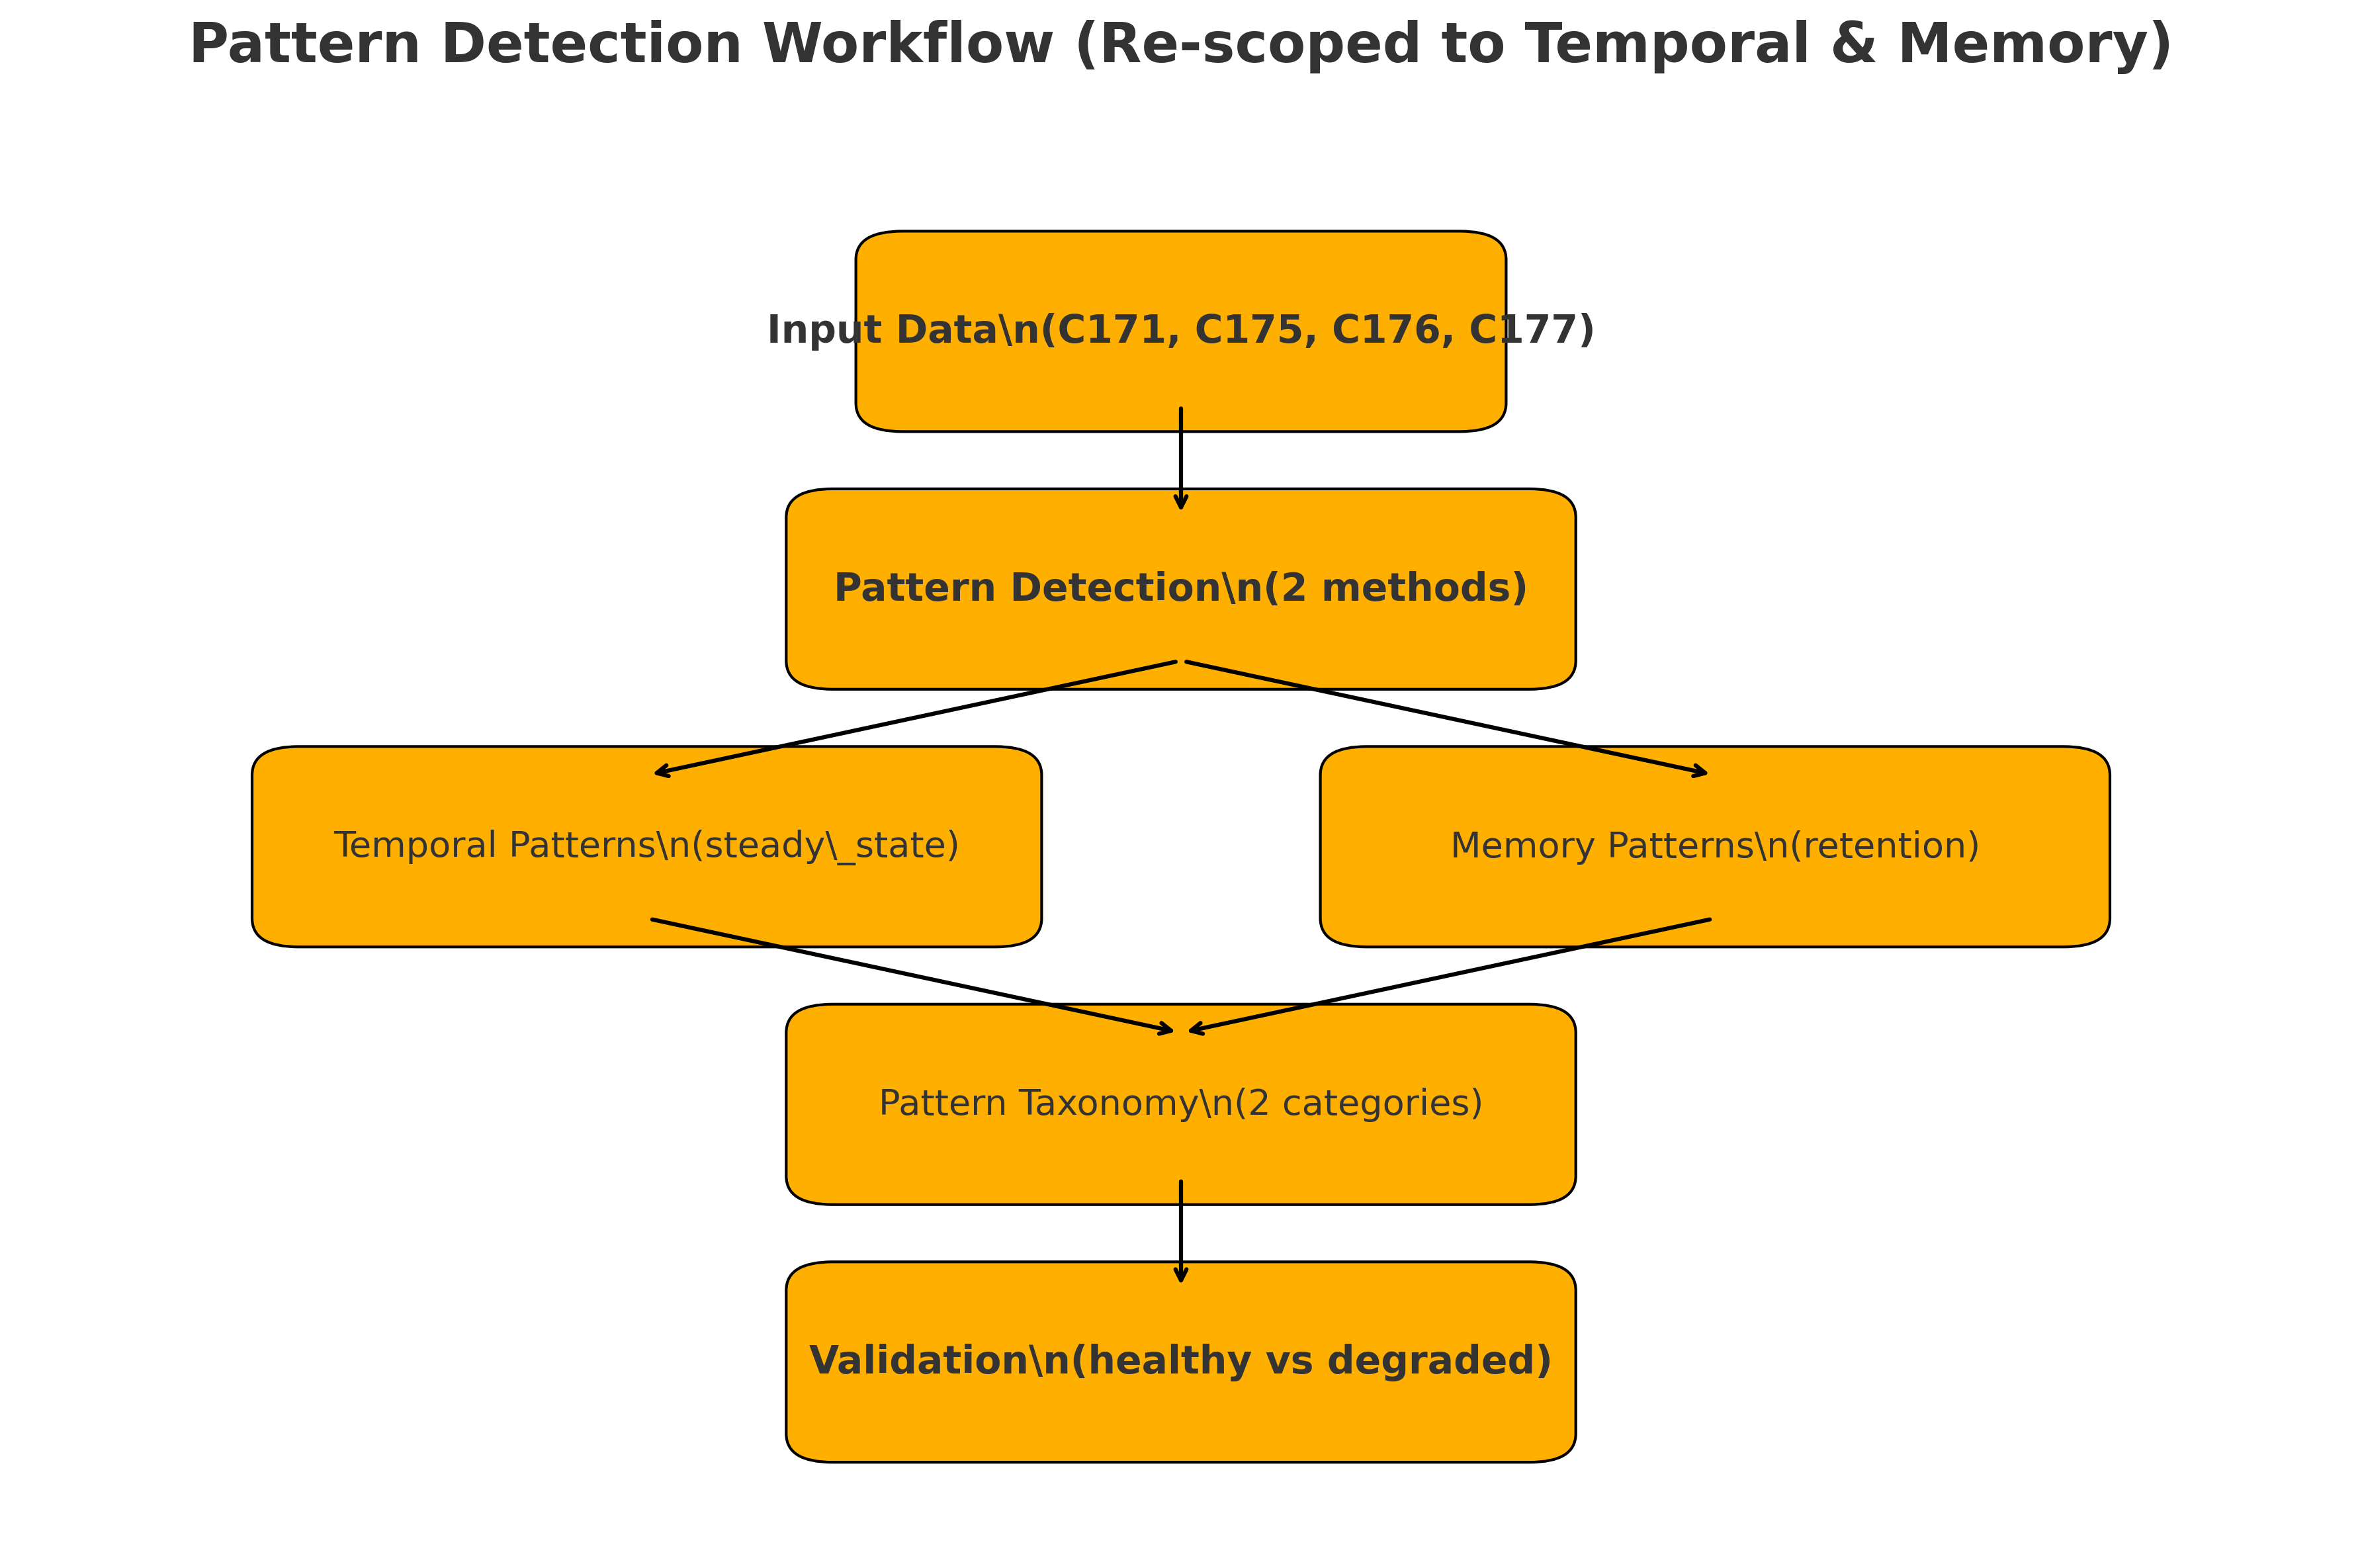 Pattern Detection Workflow (Re-scoped to Temporal & Memory)
Input Data\n(C171, C175, C176, C177)
Pattern Detection\n(2 methods)
Temporal Patterns\n(steady\_state)
Memory Patterns\n(retention)
Pattern Taxonomy\n(2 categories)
Validation\n(healthy vs degraded)